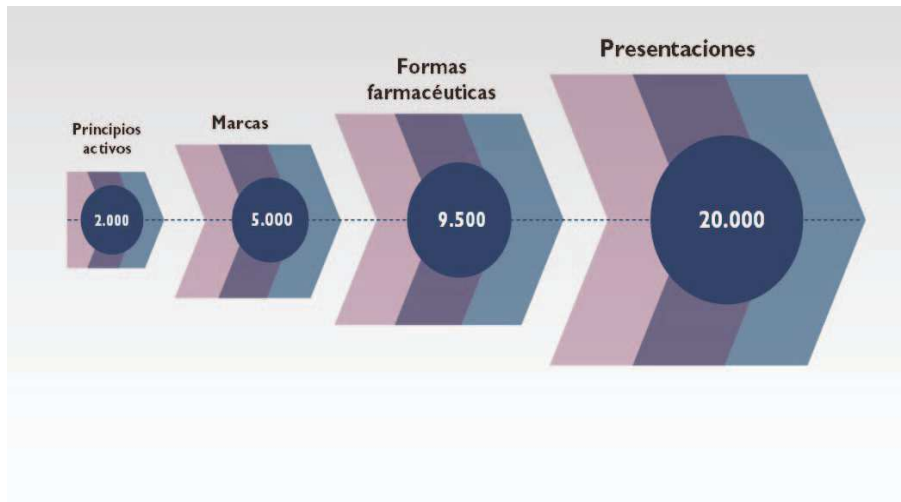 Principios
activos
2.000
Marcas
5.000
Formas
farmacéuticas
9.500
Presentaciones
20.000